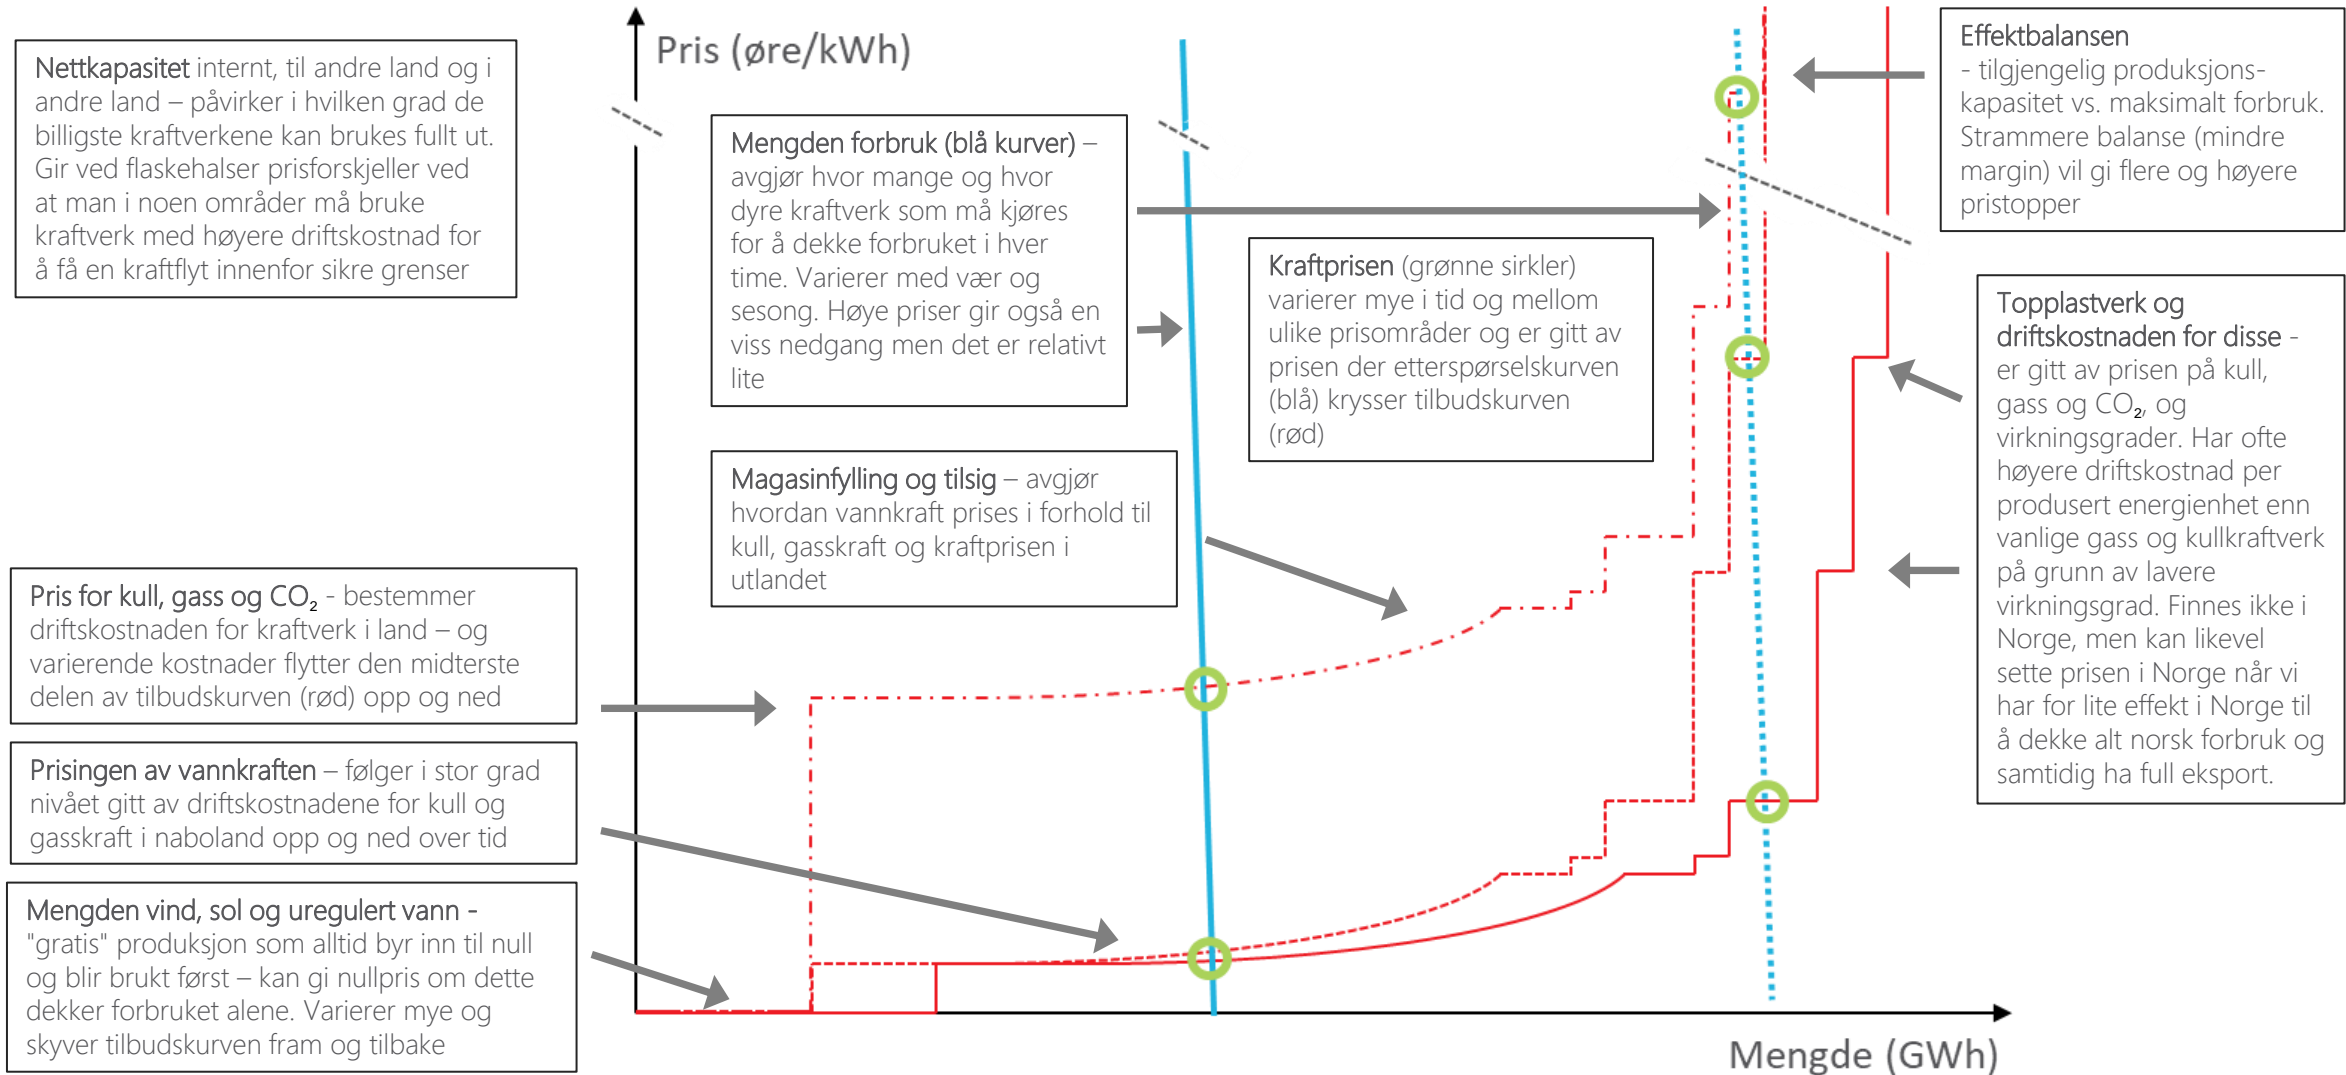 Pris (øre/kWh)
Nettkapasitet internt, til andre land og i
andre land – påvirker i hvilken grad de
billigste kraftverkene kan brukes fullt ut.
Gir ved flaskehalser prisforskjeller ved
at man i noen områder må bruke
kraftverk med høyere driftskostnad for
å få en kraftflyt innenfor sikre grenser
Mengden forbruk (blå kurver) –
avgjør hvor mange og hvor
dyre kraftverk som må kjøres
for å dekke forbruket i hver
time. Varierer med vær og
sesong. Høye priser gir også en
viss nedgang men det er relativt
lite
Kraftprisen (grønne sirkler)
varierer mye i tid og mellom
ulike prisområder og er gitt av
prisen der etterspørselskurven
(blå) krysser tilbudskurven
(rød)
Effektbalansen
- tilgjengelig produksjons-
kapasitet vs. maksimalt forbruk.
Strammere balanse (mindre
margin) vil gi flere og høyere
pristopper
Topplastverk og
driftskostnaden for disse -
er gitt av prisen på kull,
gass og CO₂, og
virkningsgrader. Har ofte
høyere driftskostnad per
produsert energienhet enn
vanlige gass og kullkraftverk
på grunn av lavere
virkningsgrad. Finnes ikke i
Norge, men kan likevel
sette prisen i Norge når vi
har for lite effekt i Norge til
å dekke alt norsk forbruk og
samtidig ha full eksport.
Magasinfylling og tilsig – avgjør
hvordan vannkraft prises i forhold til
kull, gasskraft og kraftprisen i
utlandet
Pris for kull, gass og CO₂ - bestemmer
driftskostnaden for kraftverk i land – og
varierende kostnader flytter den midterste
delen av tilbudskurven (rød) opp og ned
Prisingen av vannkraften – følger i stor grad
nivået gitt av driftskostnadene for kull og
gasskraft i naboland opp og ned over tid
Mengden vind, sol og uregulert vann -
"gratis" produksjon som alltid byr inn til null
og blir brukt først – kan gi nullpris om dette
dekker forbruket alene. Varierer mye og
skyver tilbudskurven fram og tilbake
Mengde (GWh)